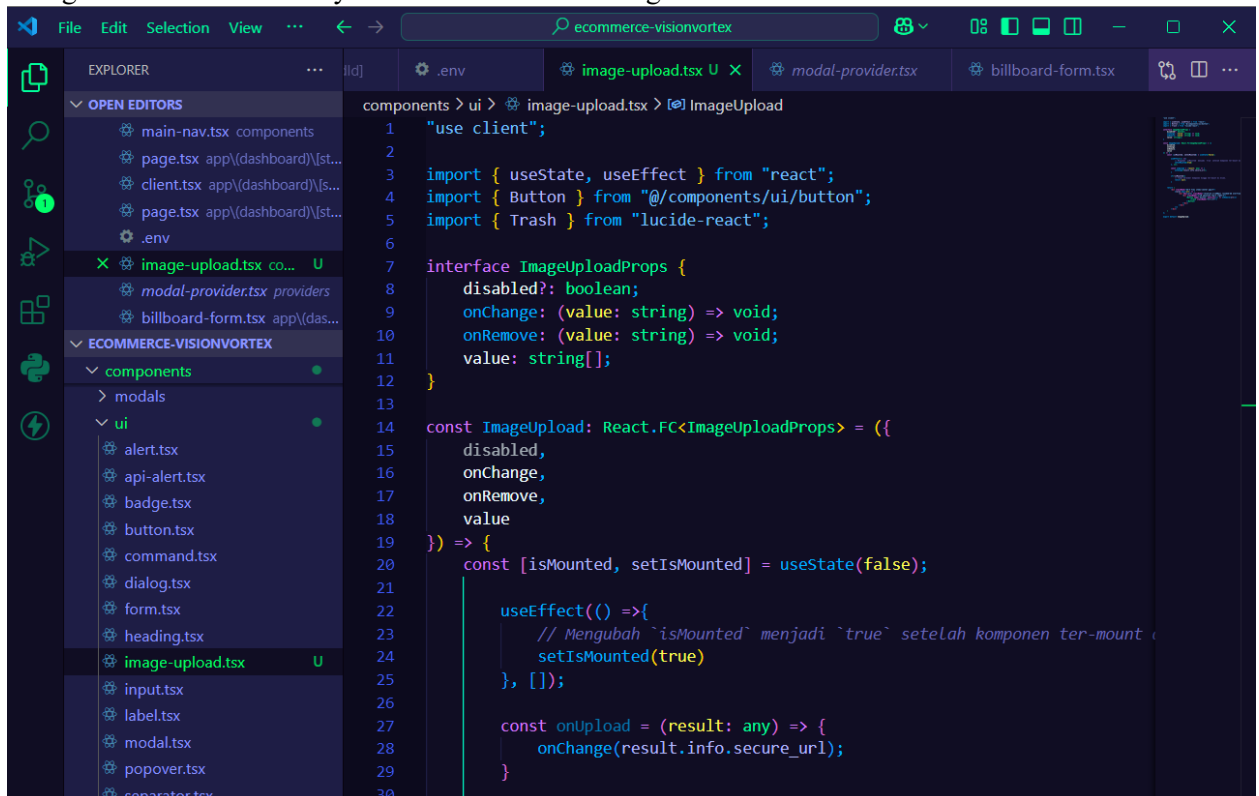 File Edit Selection View ··· ecommerce-visionvortex
EXPLORER ···
OPEN EDITORS
main-nav.tsx components
page.tsx app\(dashboard)\[st...
client.tsx app\(dashboard)\[s...
page.tsx app\(dashboard)\[st...
.env
image-upload.tsx co... U
modal-provider.tsx providers
billboard-form.tsx app\(das...
ECOMMERCE-VISIONVORTEX
components
modals
ui
alert.tsx
api-alert.tsx
badge.tsx
button.tsx
command.tsx
dialog.tsx
form.tsx
heading.tsx
image-upload.tsx U
input.tsx
label.tsx
modal.tsx
popover.tsx
separator.tsx
1
.env image-upload.tsx U modal-provider.tsx billboard-form.tsx ···
components > ui > image-upload.tsx > ImageUpload
1 "use client";
2
3 import { useState, useEffect } from "react";
4 import { Button } from "@/components/ui/button";
5 import { Trash } from "lucide-react";
6
7 interface ImageUploadProps {
8 disabled?: boolean;
9 onChange: (value: string) => void;
10 onRemove: (value: string) => void;
11 value: string[];
12 }
13
14 const ImageUpload: React.FC<ImageUploadProps> = ({
15 disabled,
16 onChange,
17 onRemove,
18 value
19 }) => {
20 const [isMounted, setIsMounted] = useState(false);
21
22 useEffect(() =>{
23 // Mengubah `isMounted` menjadi `true` setelah komponen ter-mount
24 setIsMounted(true)
25 }, []);
26
27 const onUpload = (result: any) => {
28 onChange(result.info.secure_url);
29 }
30